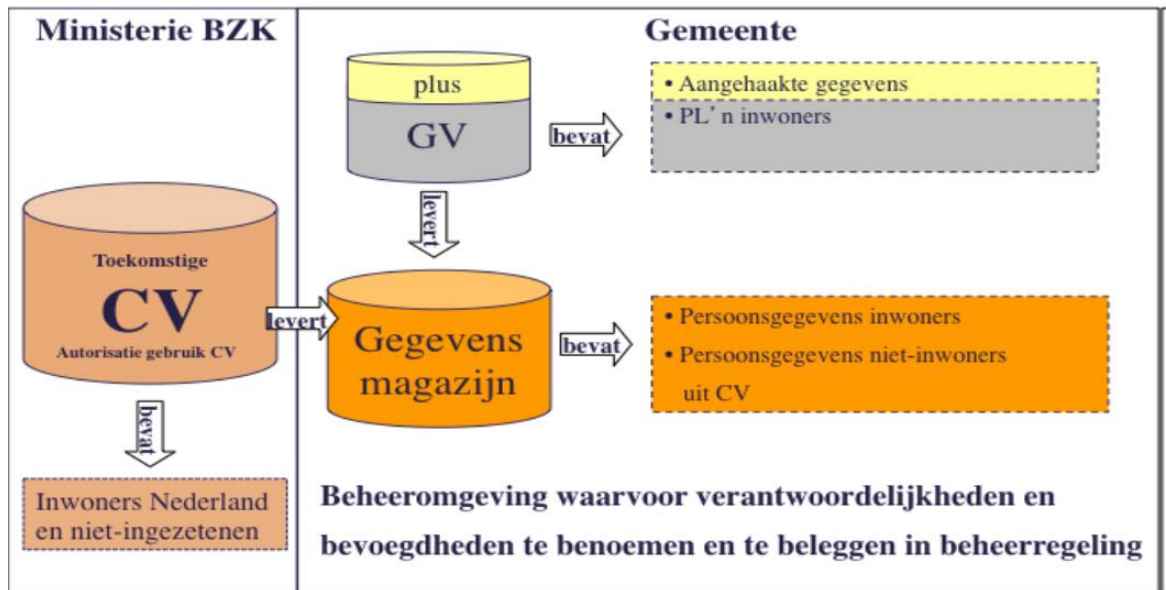 Ministerie BZK
Toekomstige
CV
Autorisatie gebruik CV
levert
bevat
Inwoners Nederland
en niet-ingezetenen
Gemeente
plus
GV
bevat
• Aangehaakte gegevens
• PL’n inwoners
levert
Gegevens
magazijn
bevat
• Persoonsgegevens inwoners
• Persoonsgegevens niet-inwoners
uit CV
Beheeromgeving waarvoor verantwoordelijkheden en
bevoegdheden te benoemen en te beleggen in beheerregeling